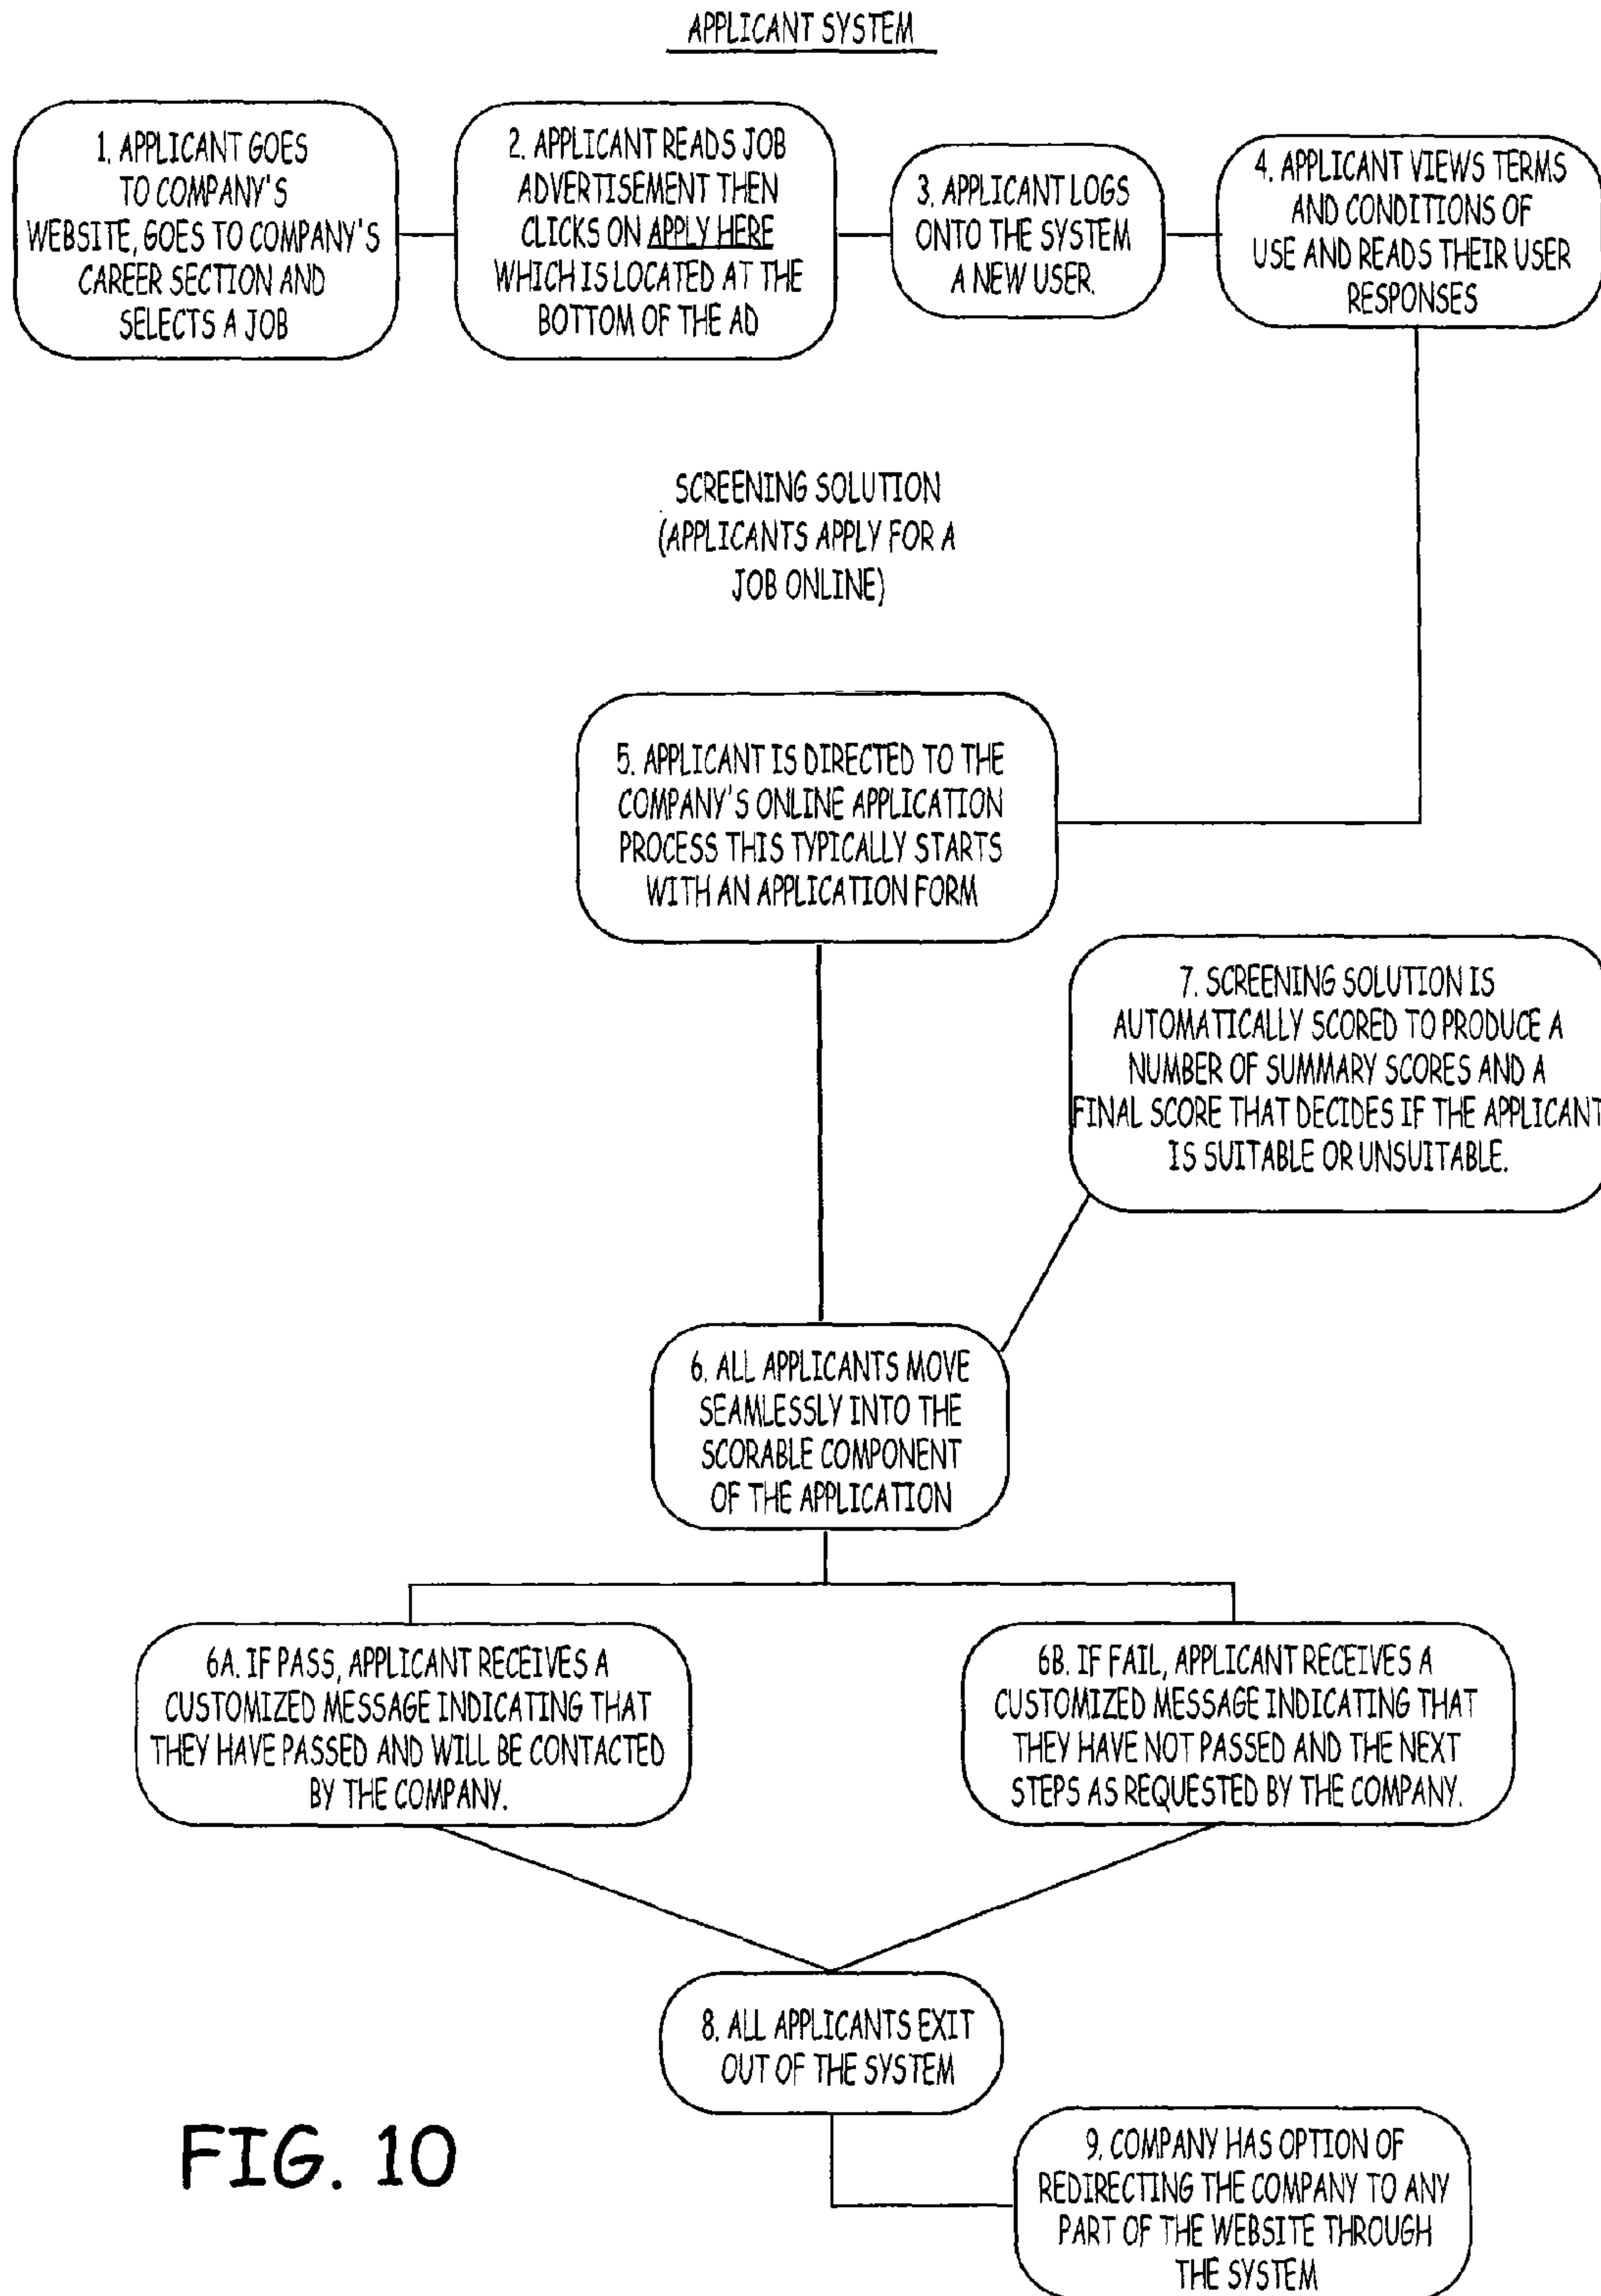 APPLICANT SYSTEM
1. APPLICANT GOES
TO COMPANY'S
WEBSITE, GOES TO COMPANY'S
CAREER SECTION AND
SELECTS A JOB
2. APPLICANT READS JOB
ADVERTISEMENT THEN
CLICKS ON APPLY HERE
WHICH IS LOCATED AT THE
BOTTOM OF THE AD
3. APPLICANT LOGS
ONTO THE SYSTEM
A NEW USER.
4. APPLICANT VIEWS TERMS
AND CONDITIONS OF
USE AND READS THEIR USER
RESPONSES
SCREENING SOLUTION
(APPLICANTS APPLY FOR A
JOB ONLINE)
5. APPLICANT IS DIRECTED TO THE
COMPANY'S ONLINE APPLICATION
PROCESS THIS TYPICALLY STARTS
WITH AN APPLICATION FORM
7. SCREENING SOLUTION IS
AUTOMATICALLY SCORED TO PRODUCE A
NUMBER OF SUMMARY SCORES AND A
FINAL SCORE THAT DECIDES IF THE APPLICANT
IS SUITABLE OR UNSUITABLE.
6. ALL APPLICANTS MOVE
SEAMLESSLY INTO THE
SCORABLE COMPONENT
OF THE APPLICATION
6A. IF PASS, APPLICANT RECEIVES A
CUSTOMIZED MESSAGE INDICATING THAT
THEY HAVE PASSED AND WILL BE CONTACTED
BY THE COMPANY.
6B. IF FAIL, APPLICANT RECEIVES A
CUSTOMIZED MESSAGE INDICATING THAT
THEY HAVE NOT PASSED AND THE NEXT
STEPS AS REQUESTED BY THE COMPANY.
8. ALL APPLICANTS EXIT
OUT OF THE SYSTEM
9. COMPANY HAS OPTION OF
REDIRECTING THE COMPANY TO ANY
PART OF THE WEBSITE THROUGH
THE SYSTEM
FIG. 10